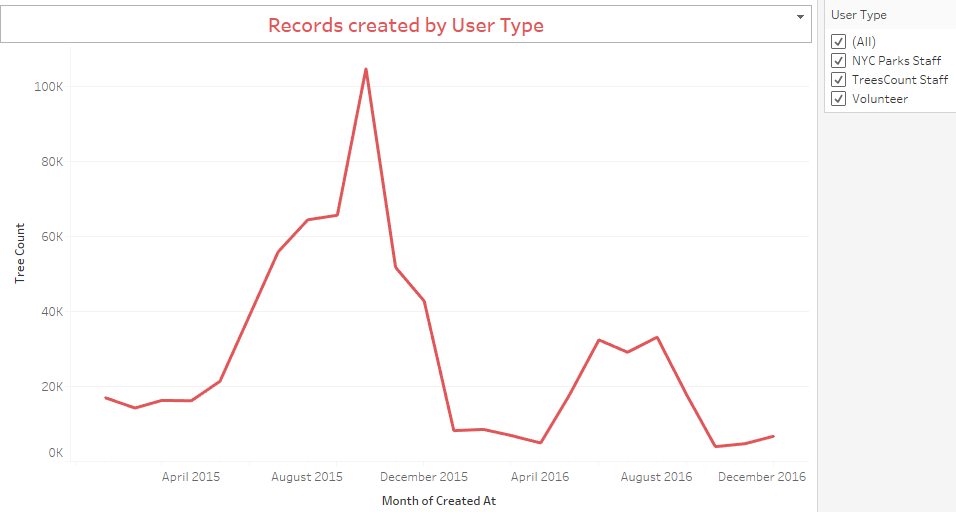 Records created by User Type
User Type
(All)
NYC Parks Staff
TreesCount Staff
Volunteer
100K
80K
60K
40K
20K
0K
Tree Count
April 2015 August 2015 December 2015 April 2016 August 2016 December 2016
Month of Created At